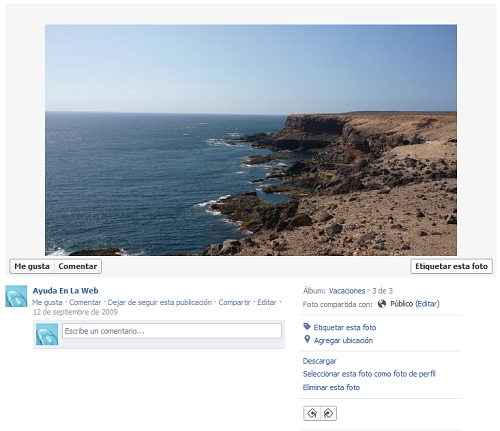 Me gusta Comentar Etiquetar esta foto
Ayuda En La Web
Me gusta · Comentar · Dejar de seguir esta publicación · Compartir · Editar ·
12 de septiembre de 2009
Escribe un comentario...
Álbum: Vacaciones · 3 de 3
Foto compartida con: Público (Editar)
Etiquetar esta foto
Agregar ubicación
Descargar
Seleccionar esta foto como foto de perfil
Eliminar esta foto